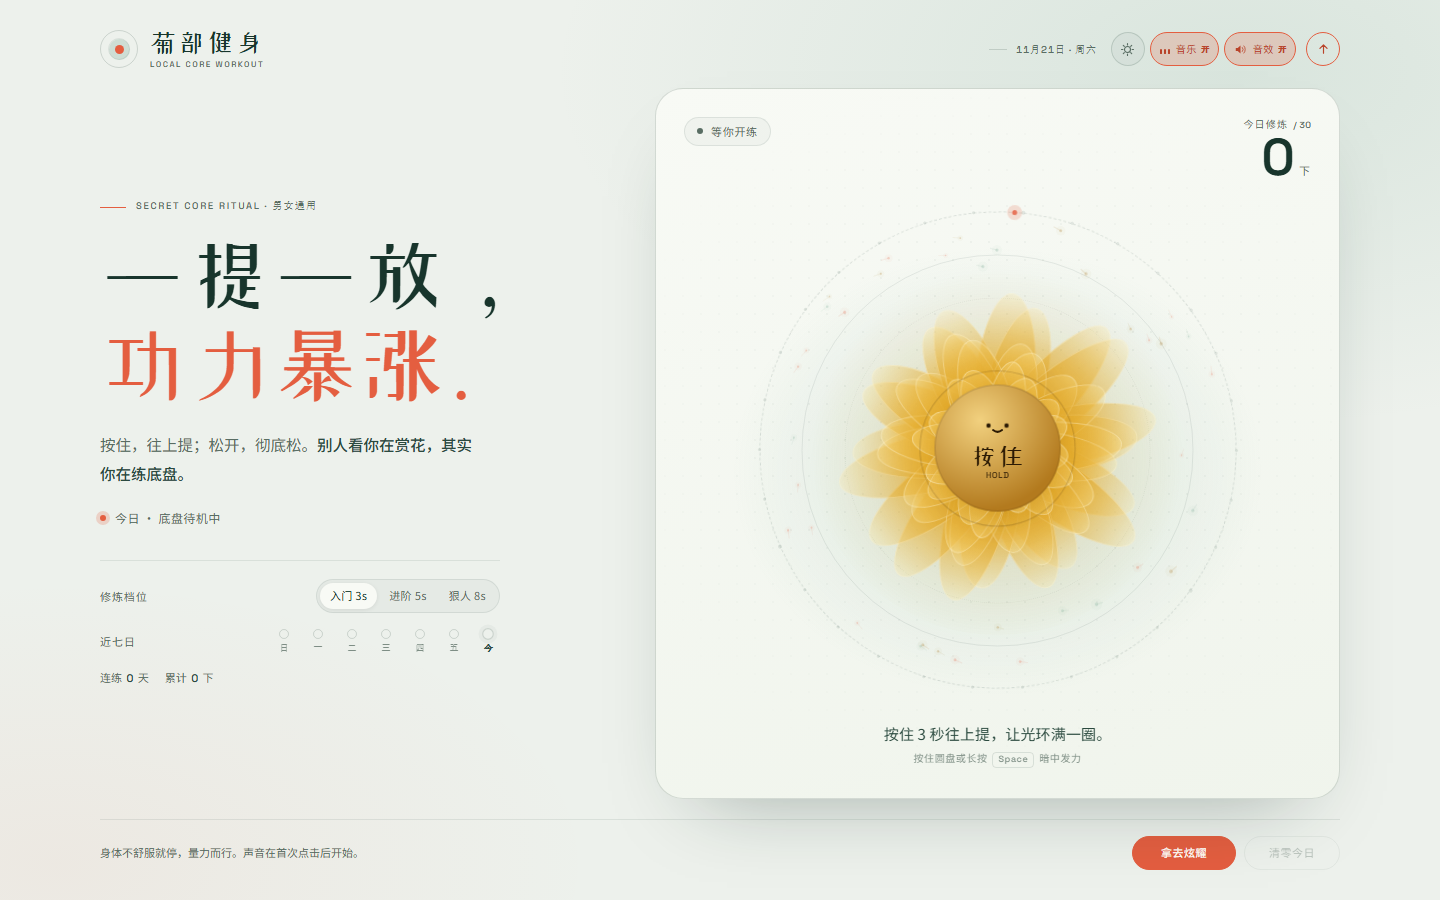 菊部健身
LOCAL CORE WORKOUT
11月21日 · 周六
音乐 开
音效 开
等你开练
今日修炼 / 30
0 下
SECRET CORE RITUAL · 男女通用
一提一放，
功力暴涨.
按住，往上提；松开，彻底松。别人看你在赏花，其实
你在练底盘。
今日 · 底盘待机中
修炼档位
入门 3s 进阶 5s 狠人 8s
近七日
日 一 二 三 四 五 今
连练 0 天 累计 0 下
按住
HOLD
按住 3 秒往上提，让光环满一圈。
按住圆盘或长按 Space 暗中发力
身体不舒服就停，量力而行。声音在首次点击后开始。
拿去炫耀
清零今日